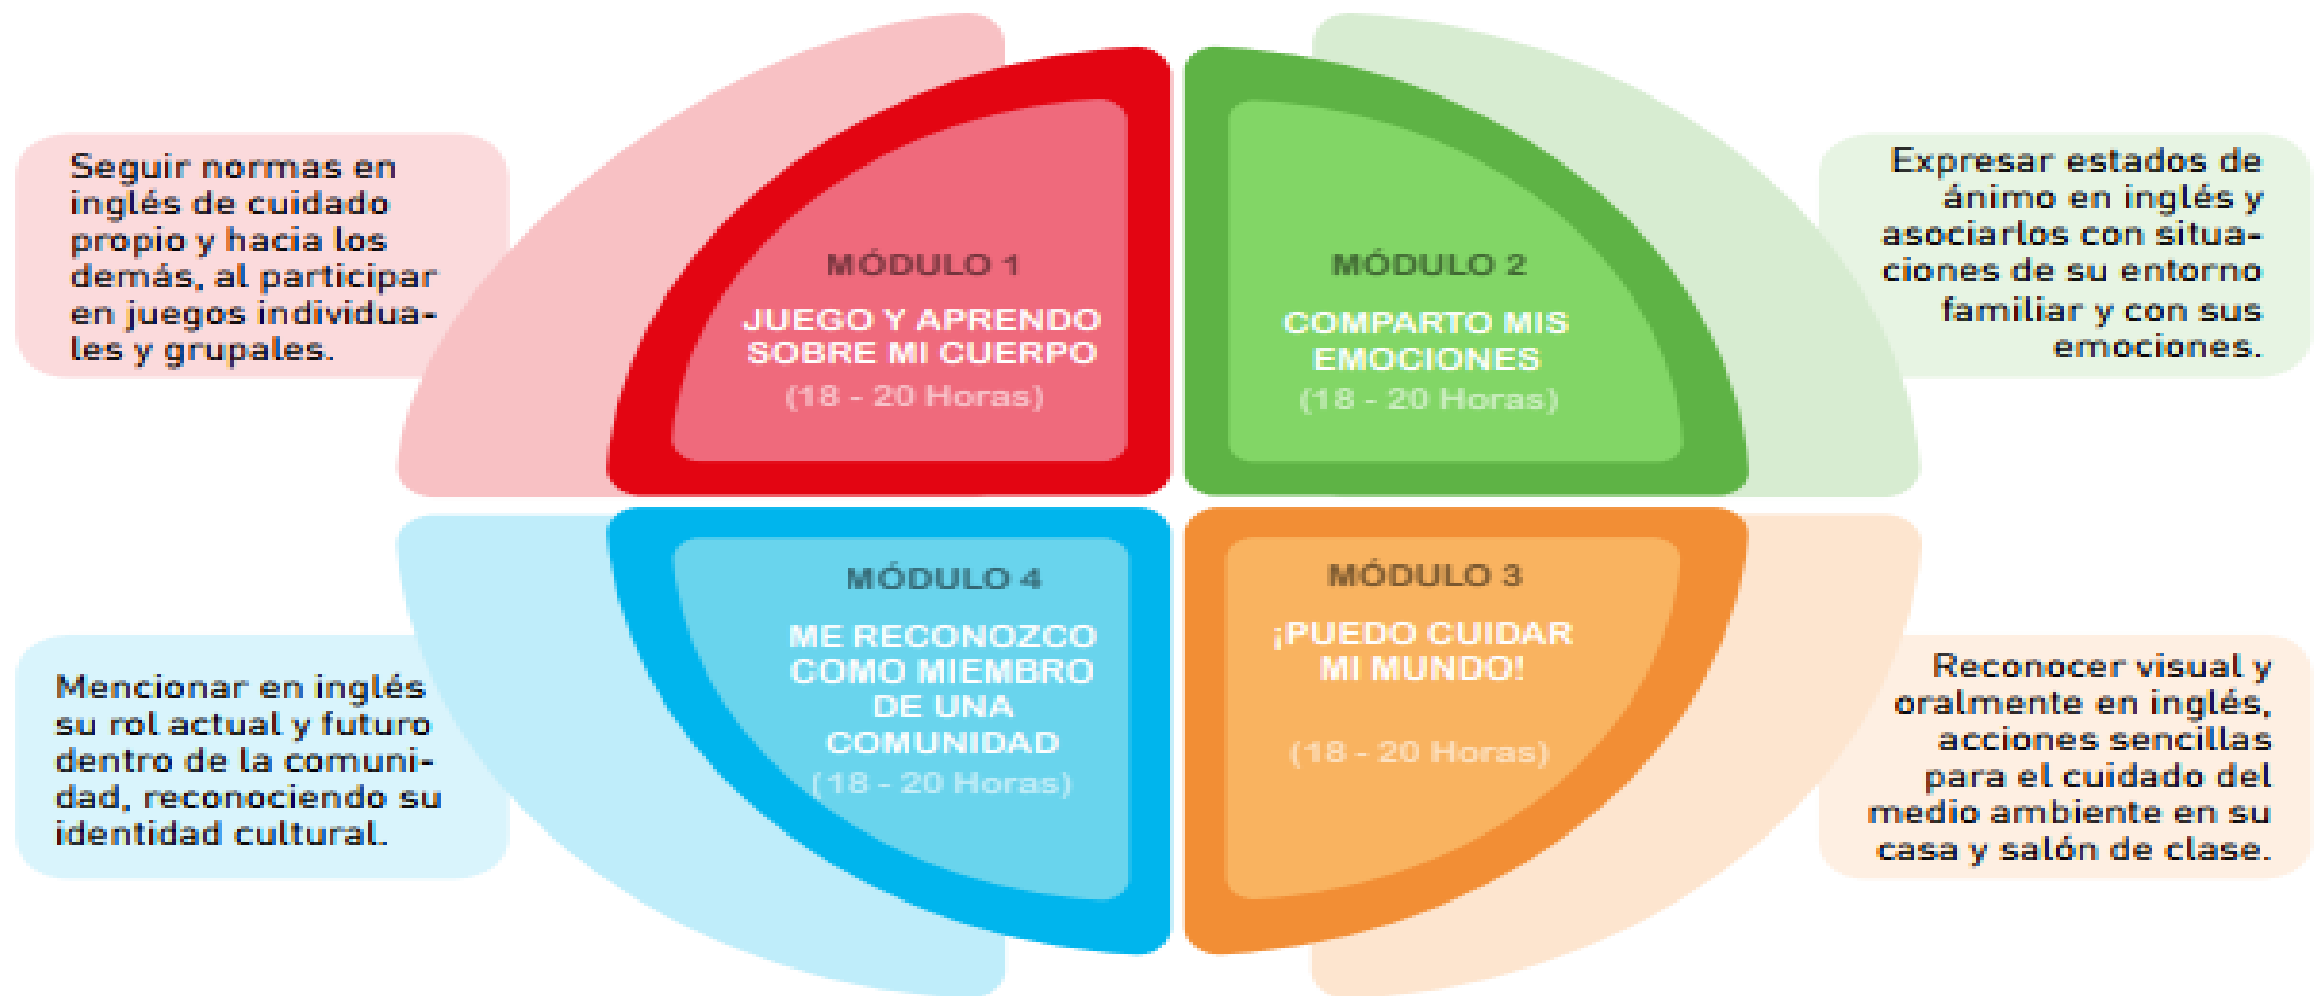 Seguir normas en
inglés de cuidado
propio y hacia los
demás, al participar
en juegos individua-
les y grupales.
MÓDULO 1
JUEGO Y APRENDO
SOBRE MI CUERPO
(18 - 20 Horas)
MÓDULO 2
COMPARTO MIS
EMOCIONES
(18 - 20 Horas)
Expresar estados de
ánimo en inglés y
asociarlos con situa-
ciones de su entorno
familiar y con sus
emociones.
Mencionar en inglés
su rol actual y futuro
dentro de la comuni-
dad, reconociendo su
identidad cultural.
MÓDULO 4
ME RECONOZCO
COMO MIEMBRO
DE UNA
COMUNIDAD
(18 - 20 Horas)
MÓDULO 3
¡PUEDO CUIDAR
MI MUNDO!
(18 - 20 Horas)
Reconocer visual y
oralmente en inglés,
acciones sencillas
para el cuidado del
medio ambiente en su
casa y salón de clase.